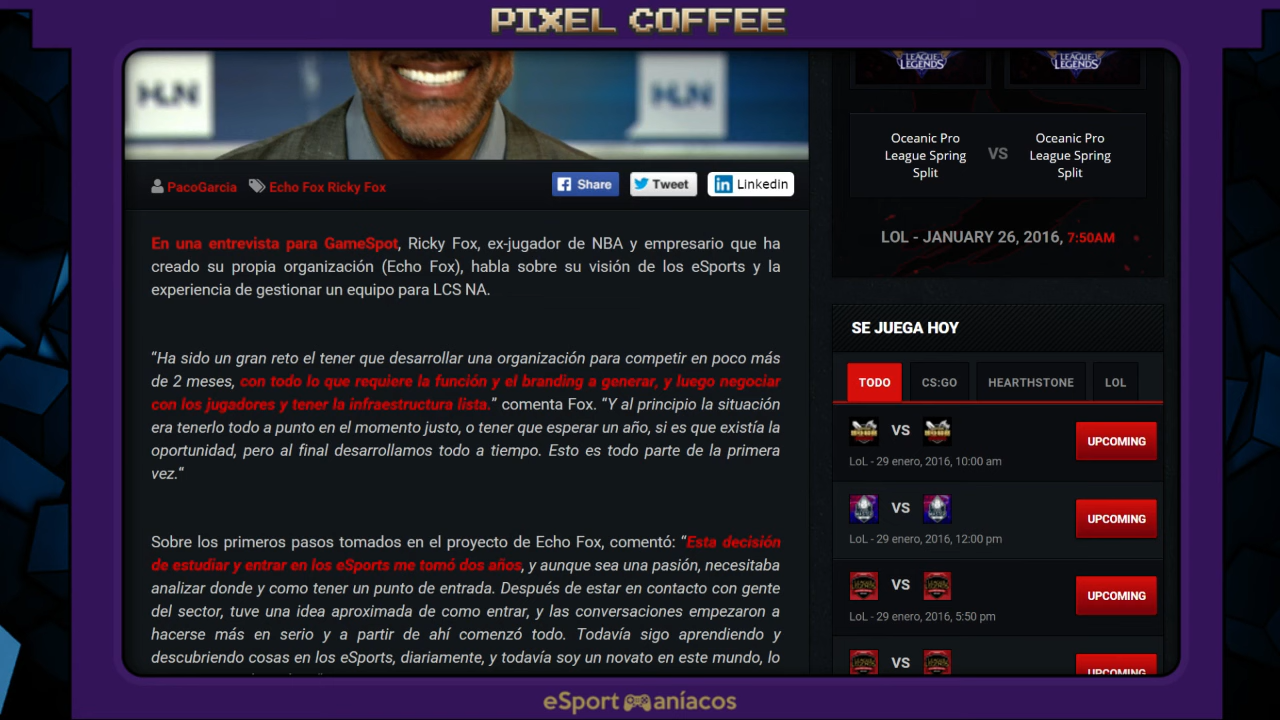 PIXEL COFFEE
HLN
HLN
PacoGarcia
Echo Fox Ricky Fox
Share
Tweet
Linkedin
En una entrevista para GameSpot, Ricky Fox, ex-jugador de NBA y empresario que ha
creado su propia organización (Echo Fox), habla sobre su visión de los eSports y la
experiencia de gestionar un equipo para LCS NA.
“Ha sido un gran reto el tener que desarrollar una organización para competir en poco más
de 2 meses, con todo lo que requiere la función y el branding a generar, y luego negociar
con los jugadores y tener la infraestructura lista.” comenta Fox. “Y al principio la situación
era tenerlo todo a punto en el momento justo, o tener que esperar un año, si es que existía la
oportunidad, pero al final desarrollamos todo a tiempo. Esto es todo parte de la primera
vez.“
Sobre los primeros pasos tomados en el proyecto de Echo Fox, comentó: “Esta decisión
de estudiar y entrar en los eSports me tomó dos años, y aunque sea una pasión, necesitaba
analizar donde y como tener un punto de entrada. Después de estar en contacto con gente
del sector, tuve una idea aproximada de como entrar, y las conversaciones empezaron a
hacerse más en serio y a partir de ahí comenzó todo. Todavía sigo aprendiendo y
descubriendo cosas en los eSports, diariamente, y todavía soy un novato en este mundo, lo
LEAGUE LEGENDS
LEAGUE LEGENDS
Oceanic Pro
League Spring
Split
VS
Oceanic Pro
League Spring
Split
LOL - JANUARY 26, 2016, 7:50AM
SE JUEGA HOY
TODO
CS:GO
HEARTHSTONE
LOL
VS
UPCOMING
LoL - 29 enero, 2016, 10:00 am
VS
UPCOMING
LoL - 29 enero, 2016, 12:00 pm
VS
UPCOMING
LoL - 29 enero, 2016, 5:50 pm
VS
UPCOMING
eSportmaníacos